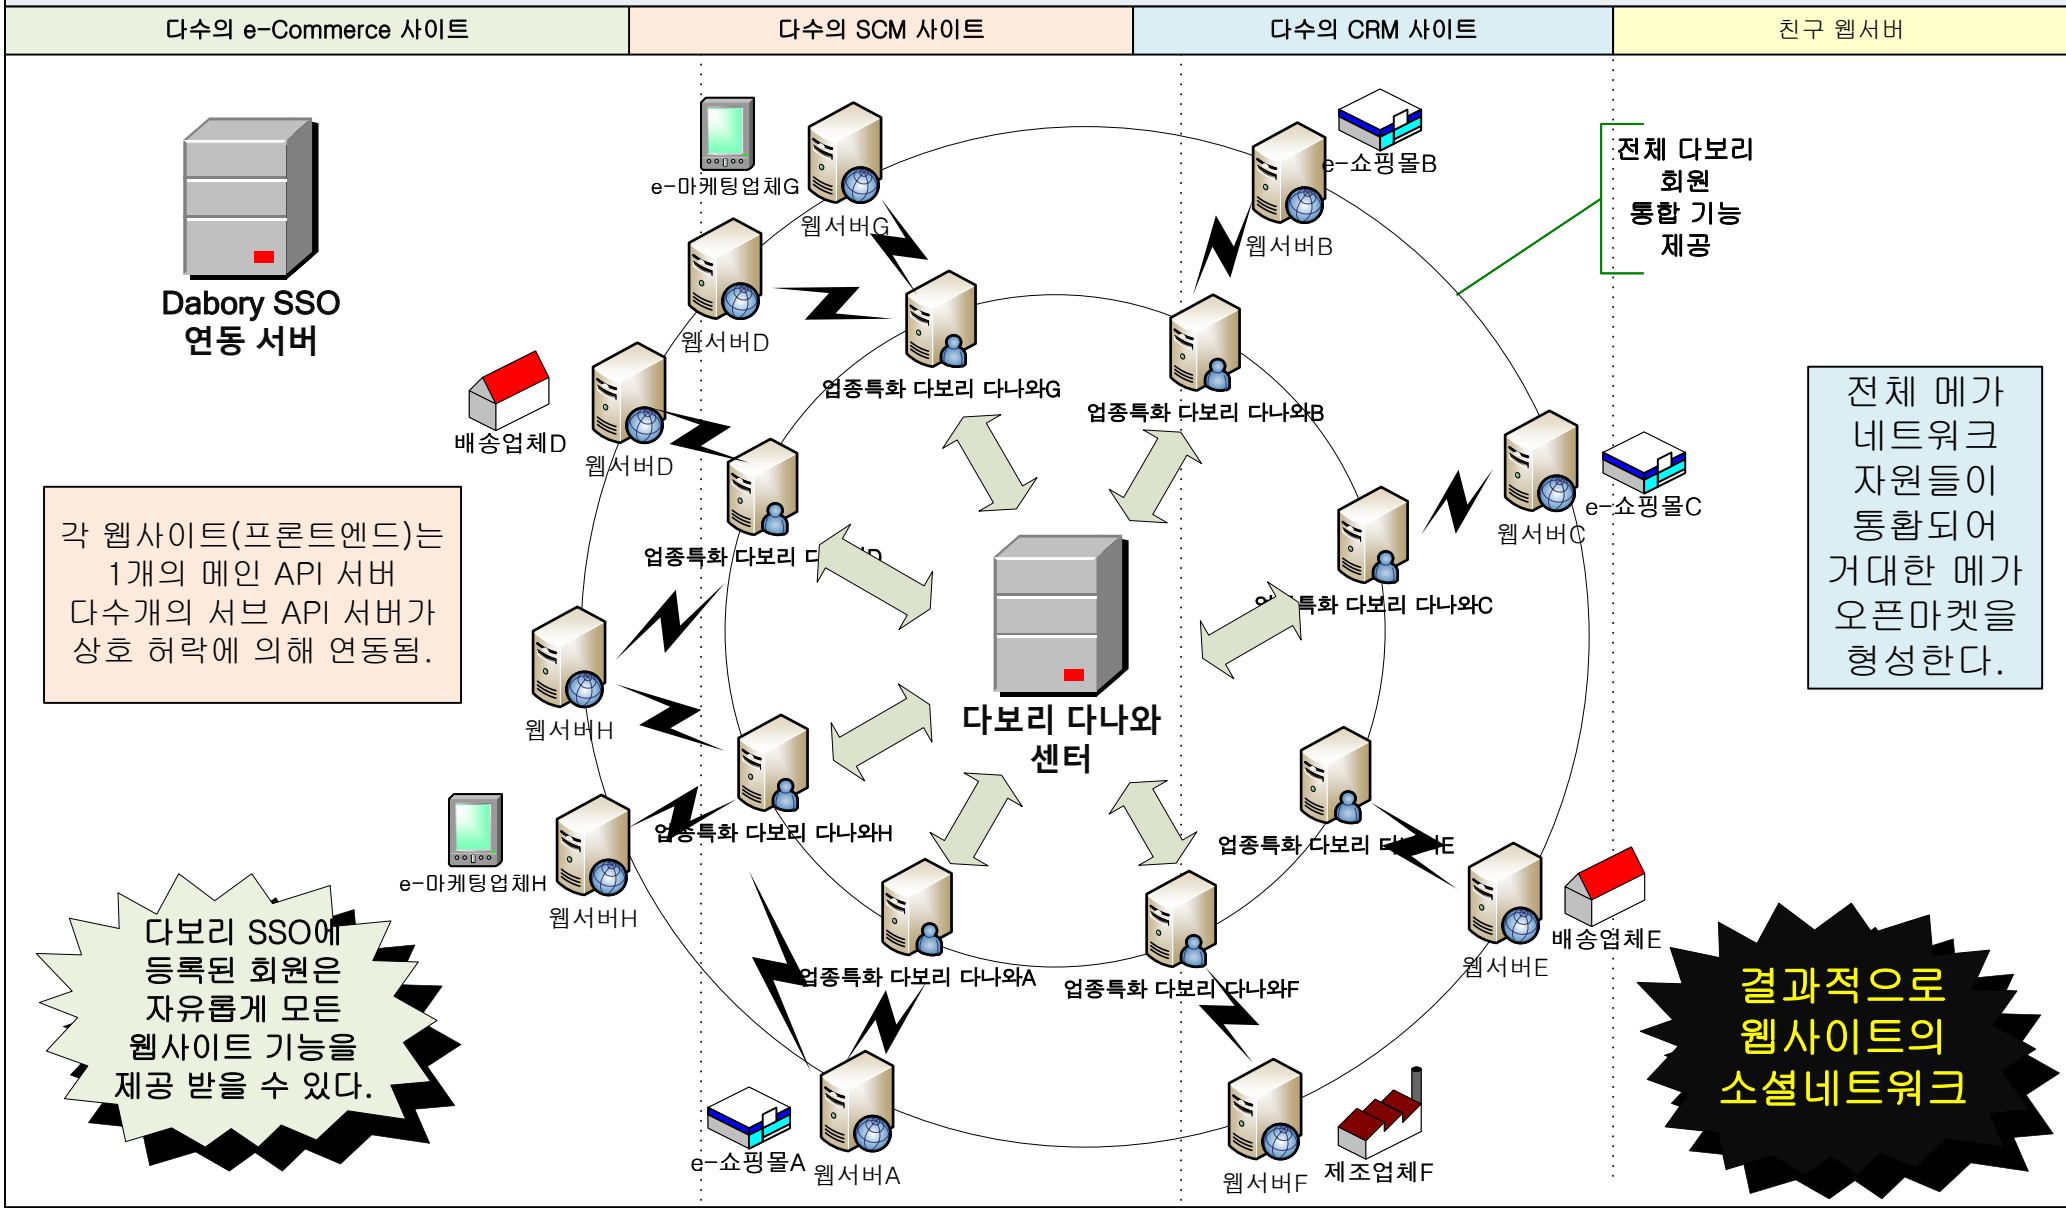 다수의 e-Commerce 사이트
다수의 SCM 사이트
다수의 CRM 사이트
친구 웹서버
Dabory SSO
연동 서버
e-마케팅업체G
웹서버G
e-쇼핑몰B
웹서버B
전체 다보리
회원
통합 기능
제공
웹서버D
업종특화 다보리 다나와G
업종특화 다보리 다나와B
배송업체D
웹서버D
웹서버C
e-쇼핑몰C
전체 메가
네트워크
자원들이
통홥되어
거대한 메가
오픈마켓을
형성한다.
각 웹사이트(프론트엔드)는
1개의 메인 API 서버
다수개의 서브 API 서버가
상호 허락에 의해 연동됨.
업종특화 다보리
특화 다보리 다나와C
웹서버H
다보리 다나와
센터
업종특화 다보리 다나와H
업종특화 다보리
e-마케팅업체H
웹서버H
업종특화 다보리 다나와A
업종특화 다보리 다나와F
웹서버E
배송업체E
다보리 SSO에
등록된 회원은
자유롭게 모든
웹사이트 기능을
제공 받을 수 있다.
결과적으로
웹사이트의
소셜네트워크
e-쇼핑몰A
웹서버A
웹서버F
제조업체F